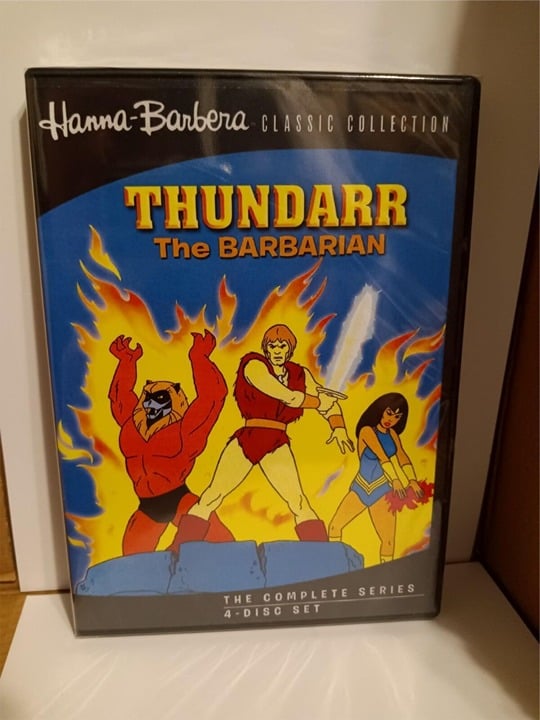 Hanna-Barbera CLASSIC COLLECTION
THUNDARR
The BARBARIAN
THE COMPLETE SERIES
4-DISC SET